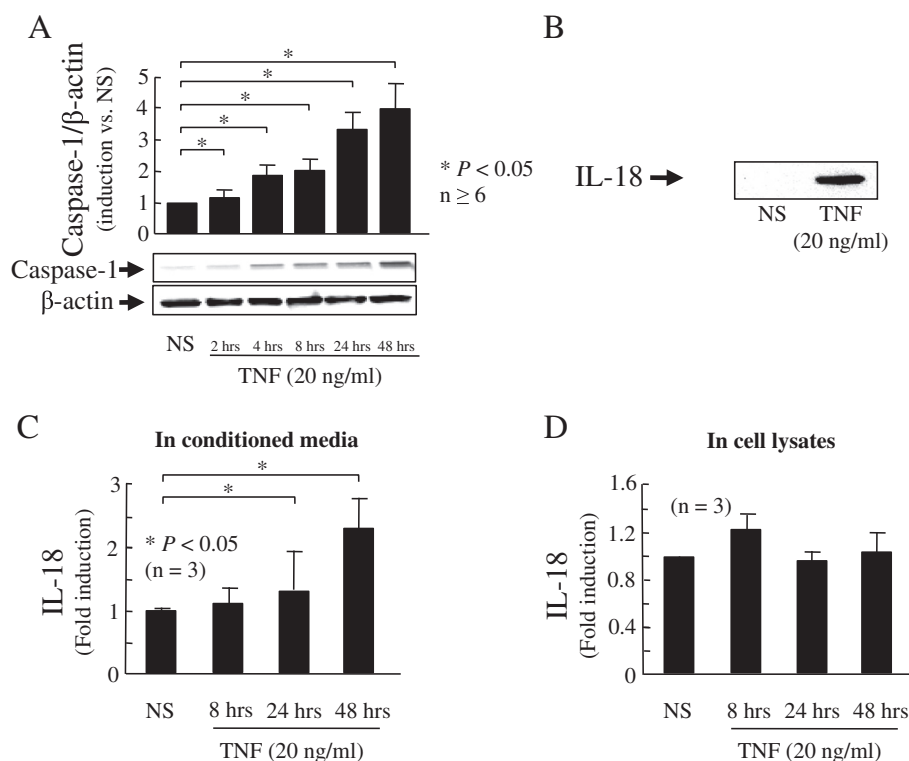 A
Caspase-1/β-actin
(induction vs. NS)
5
4
3
2
1
0
*
*
*
*
*
* P < 0.05
n ≥ 6
Caspase-1
β-actin
NS
2 hrs 4 hrs 8 hrs 24 hrs 48 hrs
TNF (20 ng/ml)
B
IL-18
NS TNF
(20 ng/ml)
C
In conditioned media
IL-18
(Fold induction)
3
2
1
0
*
*
* P < 0.05
(n = 3)
NS 8 hrs 24 hrs 48 hrs
TNF (20 ng/ml)
D
In cell lysates
IL-18
(Fold induction)
1.6
1.2
0.8
0.4
0
(n = 3)
NS 8 hrs 24 hrs 48 hrs
TNF (20 ng/ml)